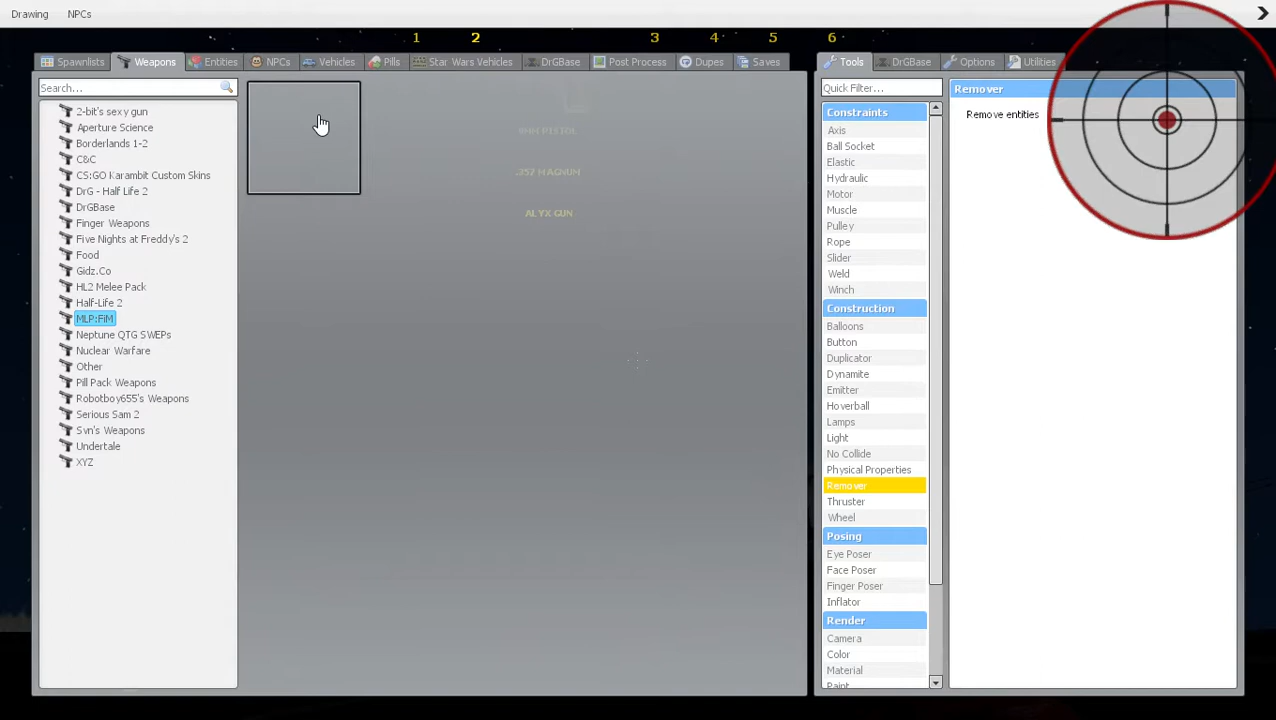 Drawing NPCs
1 2 3 4 5 6
Spawnlists Weapons Entities NPCs Vehicles Pills Star Wars Vehicles DrGBase Post Process Dupes Saves
Tools DrGBase Options Utilities
Search...
2-bit's sexy gun
Aperture Science
Borderlands 1-2
C&C
CS:GO Karambit Custom Skins
DrG - Half Life 2
DrGBase
Finger Weapons
Five Nights at Freddy's 2
Food
Gidz.Co
HL2 Melee Pack
Half-Life 2
MLP:FiM
Neptune QTG SWEPs
Nuclear Warfare
Other
Pill Pack Weapons
Robotboy655's Weapons
Serious Sam 2
Svn's Weapons
Undertale
XYZ
9MM PISTOL
.357 MAGNUM
ALYX GUN
Quick Filter...
Constraints
Axis
Ball Socket
Elastic
Hydraulic
Motor
Muscle
Pulley
Rope
Slider
Weld
Winch
Construction
Balloons
Button
Duplicator
Dynamite
Emitter
Hoverball
Lamps
Light
No Collide
Physical Properties
Remover
Thruster
Wheel
Posing
Eye Poser
Face Poser
Finger Poser
Inflator
Render
Camera
Color
Material
Paint
Remover
Remove entities